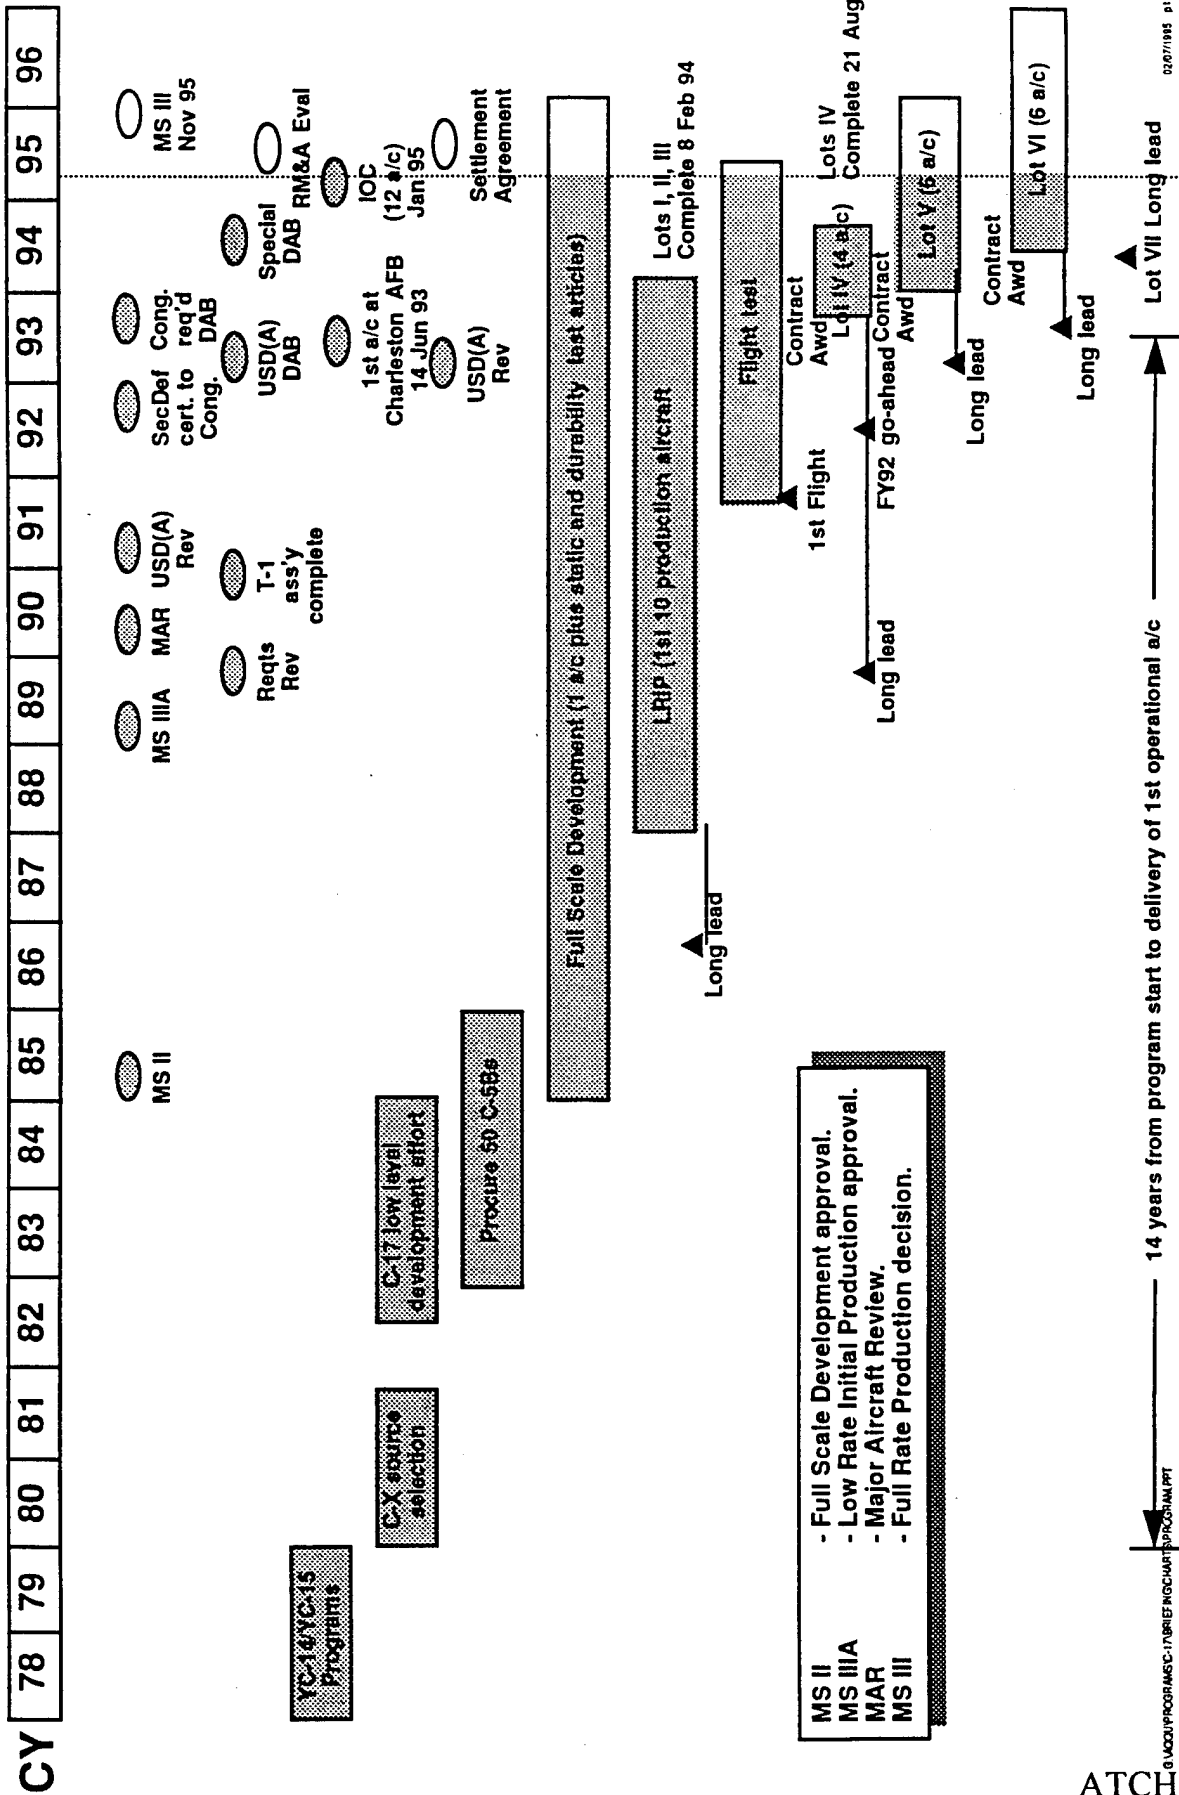 CY 78 79 80 81 82 83 84 85 86 87 88 89 90 91 92 93 94 95 96
MS II
MS IIIA
MAR
USD(A)
Rev
SecDef
cert. to
Cong.
Cong.
req'd
DAB
MS III
Nov 95
Reqts
Rev
T-1
ass'y
complete
USD(A)
DAB
Special
DAB
RM&A Eval
YC-14/YC-15
Programs
1st a/c at
Charleston AFB
14 Jun 93
IOC
(12 a/c)
Jan 95
C-X source
selection
C-17 low level
development effort
USD(A)
Rev
Settlement
Agreement
Procure 50 C-5Bs
Full Scale Development (1 a/c plus static and durability test articles)
LRIP (1st 10 production aircraft
Lots I, II, III
Complete 8 Feb 94
Long lead
Flight test
1st Flight
Contract
Awd
Lot IV (4 a/c)
Lots IV
Complete 21 Aug
Long lead
FY92 go-ahead
Contract
Awd
Lot V (6 a/c)
Long lead
Contract
Awd
Lot VI (6 a/c)
Long lead
Lot VII Long lead
MS II - Full Scale Development approval.
MS IIIA - Low Rate Initial Production approval.
MAR - Major Aircraft Review.
MS III - Full Rate Production decision.
14 years from program start to delivery of 1st operational a/c
02/07/1995
ATCH